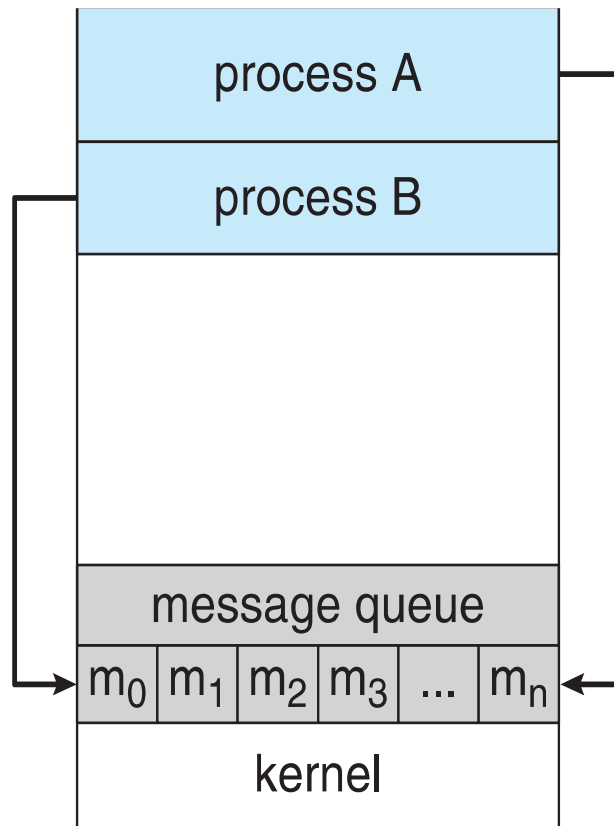 process A
process B
message queue
m₀ m₁ m₂ m₃ ... mₙ
kernel